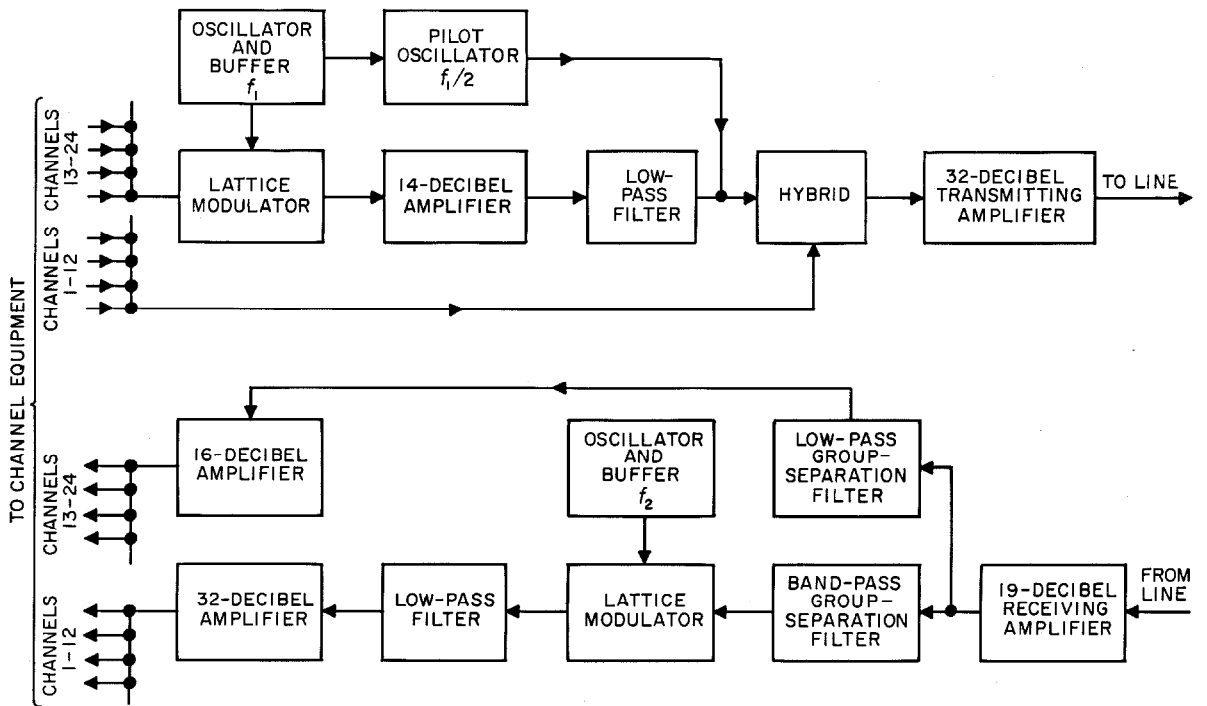 OSCILLATOR
AND
BUFFER
f1
PILOT
OSCILLATOR
f1/2
TO CHANNEL EQUIPMENT
CHANNELS
13-24
LATTICE
MODULATOR
14-DECIBEL
AMPLIFIER
LOW-
PASS
FILTER
HYBRID
32-DECIBEL
TRANSMITTING
AMPLIFIER
TO LINE
CHANNELS
1-12
16-DECIBEL
AMPLIFIER
OSCILLATOR
AND
BUFFER
f2
LOW-PASS
GROUP-
SEPARATION
FILTER
CHANNELS
13-24
32-DECIBEL
AMPLIFIER
LOW-PASS
FILTER
LATTICE
MODULATOR
BAND-PASS
GROUP-
SEPARATION
FILTER
19-DECIBEL
RECEIVING
AMPLIFIER
FROM
LINE
CHANNELS
1-12